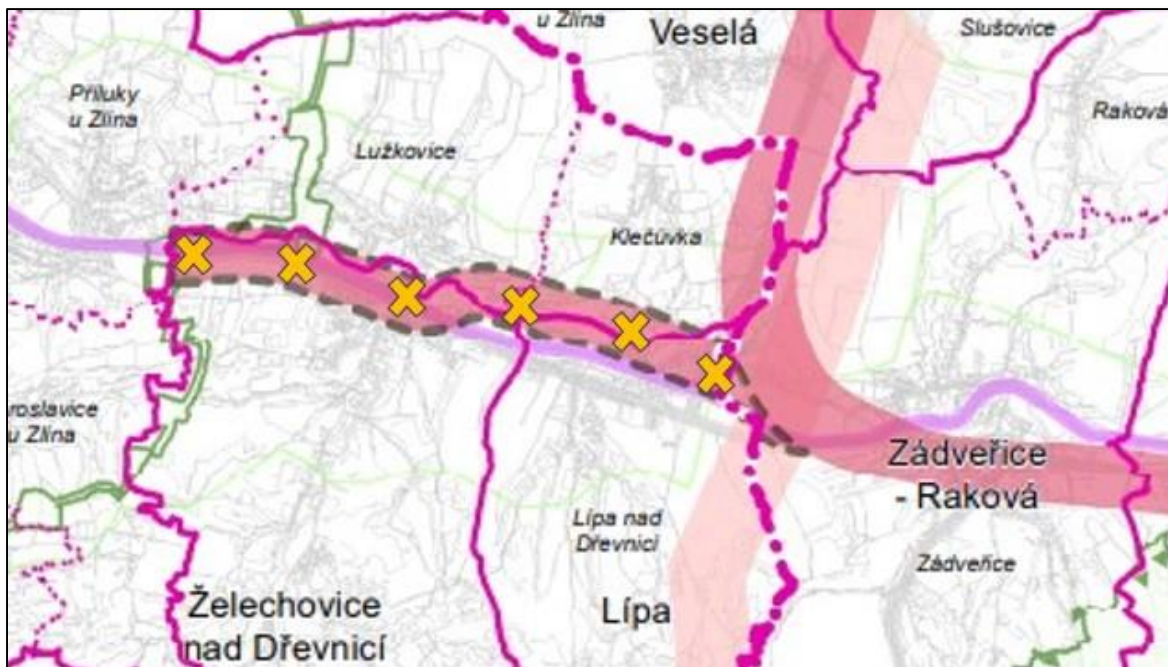 u Zlína
Veselá
Slušovice
Příluky
u Zlína
Raková
Lužkovice
Klečůvka
aroslavice
u Zlína
Zádveřice
- Raková
Lípa nad
Dřevnicí
Zádveřice
Želechovice
nad Dřevnicí
Lípa